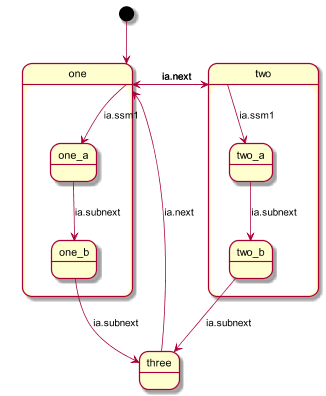 one
ia.next
two
ia.ssm1
ia.ssm1
one_a
two_a
ia.subnext
ia.next
ia.subnext
one_b
two_b
ia.subnext
ia.subnext
three